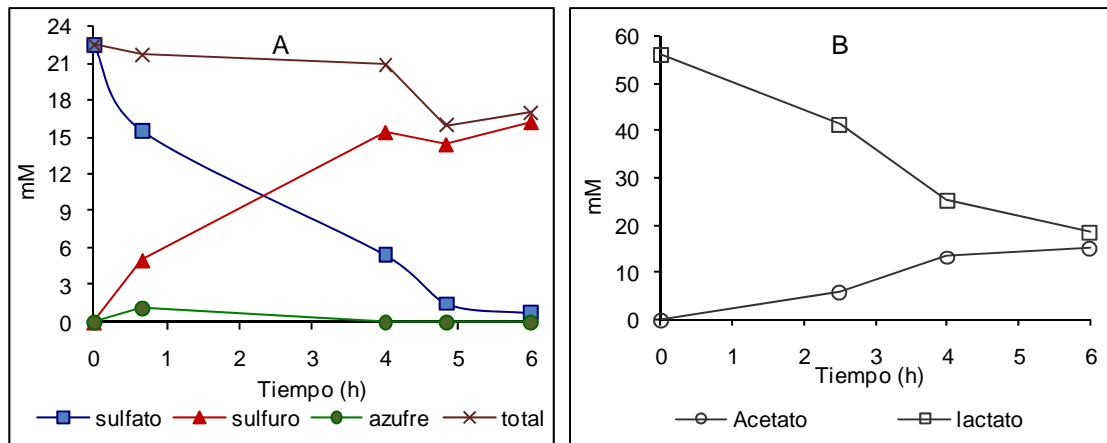 A
mM
24
21
18
15
12
9
6
3
0
0 1 2 3 4 5 6
Tiempo (h)
sulfato sulfuro azufre total
B
mM
60
50
40
30
20
10
0
0 1 2 3 4 5 6
Tiempo (h)
Acetato lactato